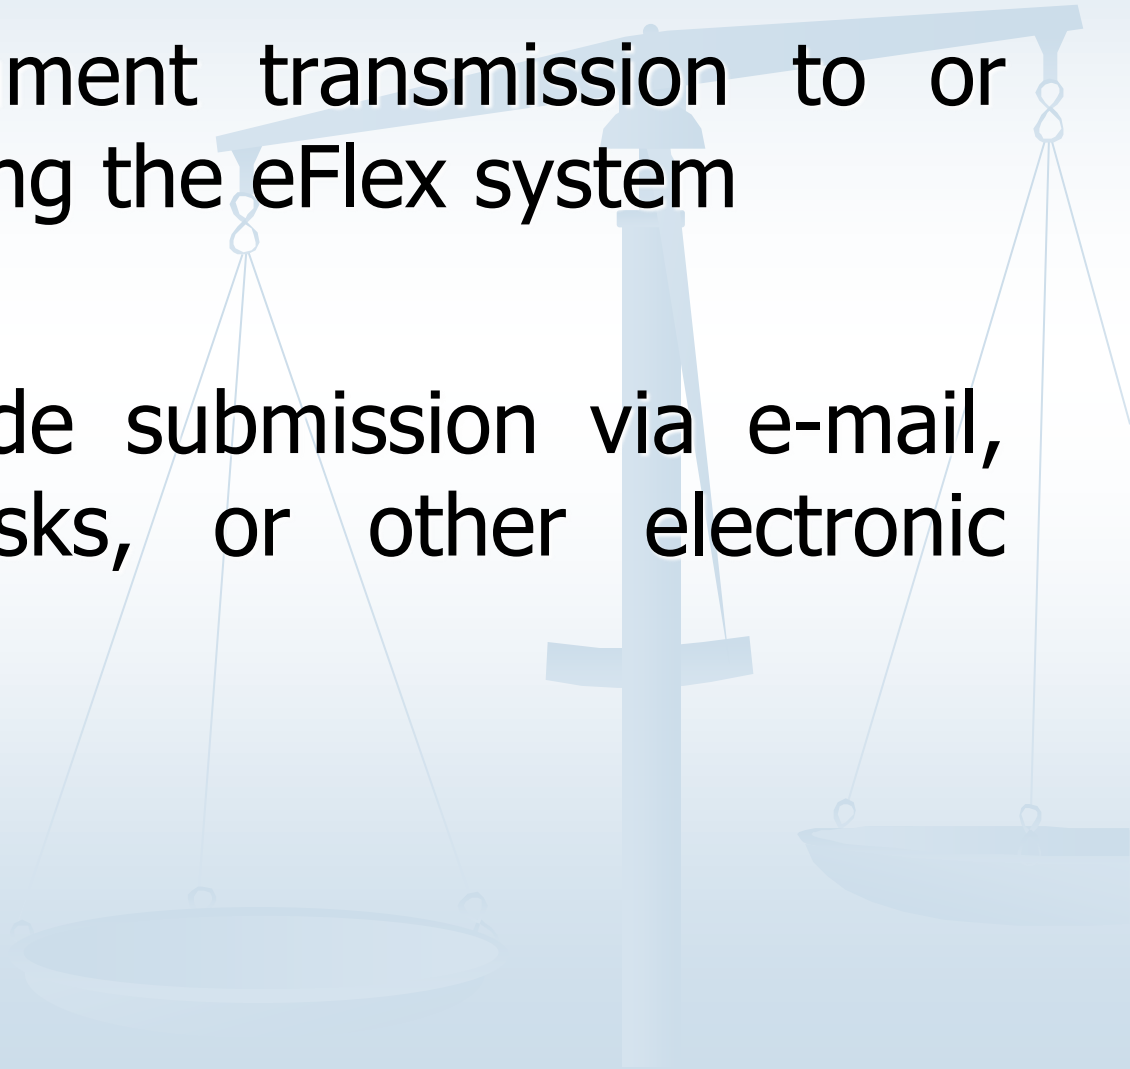 ment transmission to or
ng the eFlex system
de submission via e-mail,
sks, or other electronic